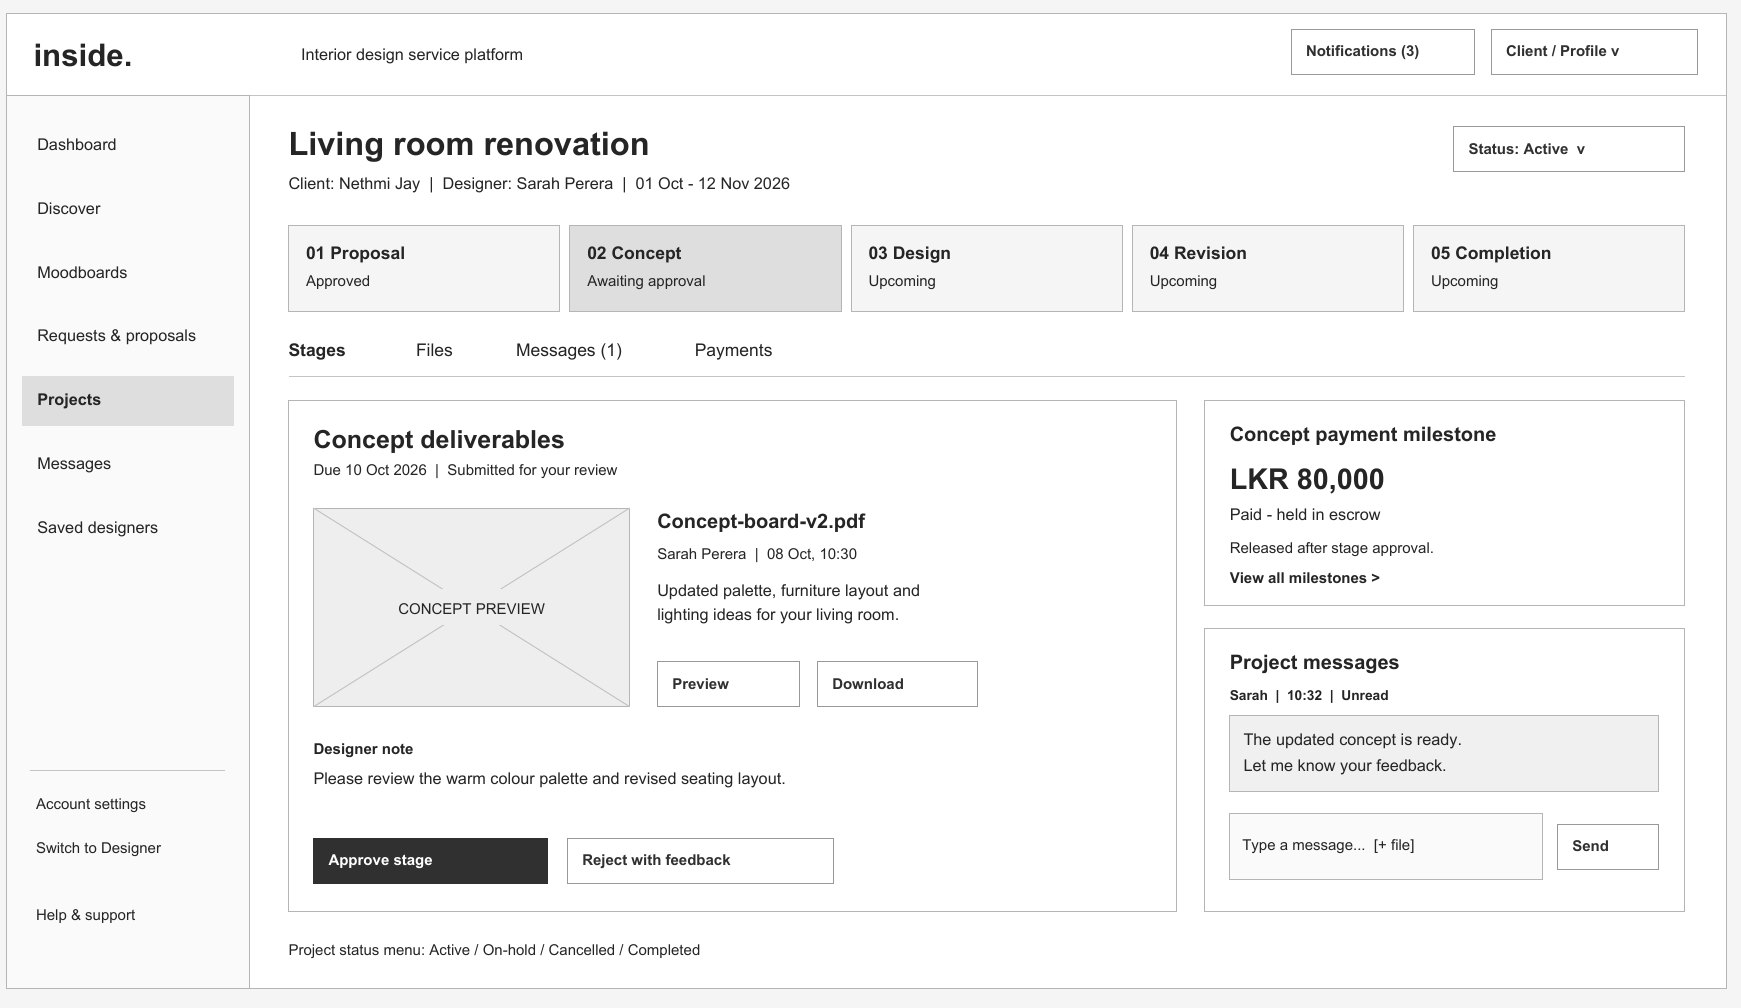 inside.
Interior design service platform
Notifications (3)
Client / Profile v
Dashboard
Discover
Moodboards
Requests & proposals
Projects
Messages
Saved designers
Account settings
Switch to Designer
Help & support
Living room renovation
Status: Active v
Client: Nethmi Jay | Designer: Sarah Perera | 01 Oct - 12 Nov 2026
01 Proposal
Approved
02 Concept
Awaiting approval
03 Design
Upcoming
04 Revision
Upcoming
05 Completion
Upcoming
Stages
Files
Messages (1)
Payments
Concept deliverables
Due 10 Oct 2026 | Submitted for your review
CONCEPT PREVIEW
Concept-board-v2.pdf
Sarah Perera | 08 Oct, 10:30
Updated palette, furniture layout and
lighting ideas for your living room.
Preview
Download
Designer note
Please review the warm colour palette and revised seating layout.
Approve stage
Reject with feedback
Concept payment milestone
LKR 80,000
Paid - held in escrow
Released after stage approval.
View all milestones >
Project messages
Sarah | 10:32 | Unread
The updated concept is ready.
Let me know your feedback.
Type a message... [+ file]
Send
Project status menu: Active / On-hold / Cancelled / Completed